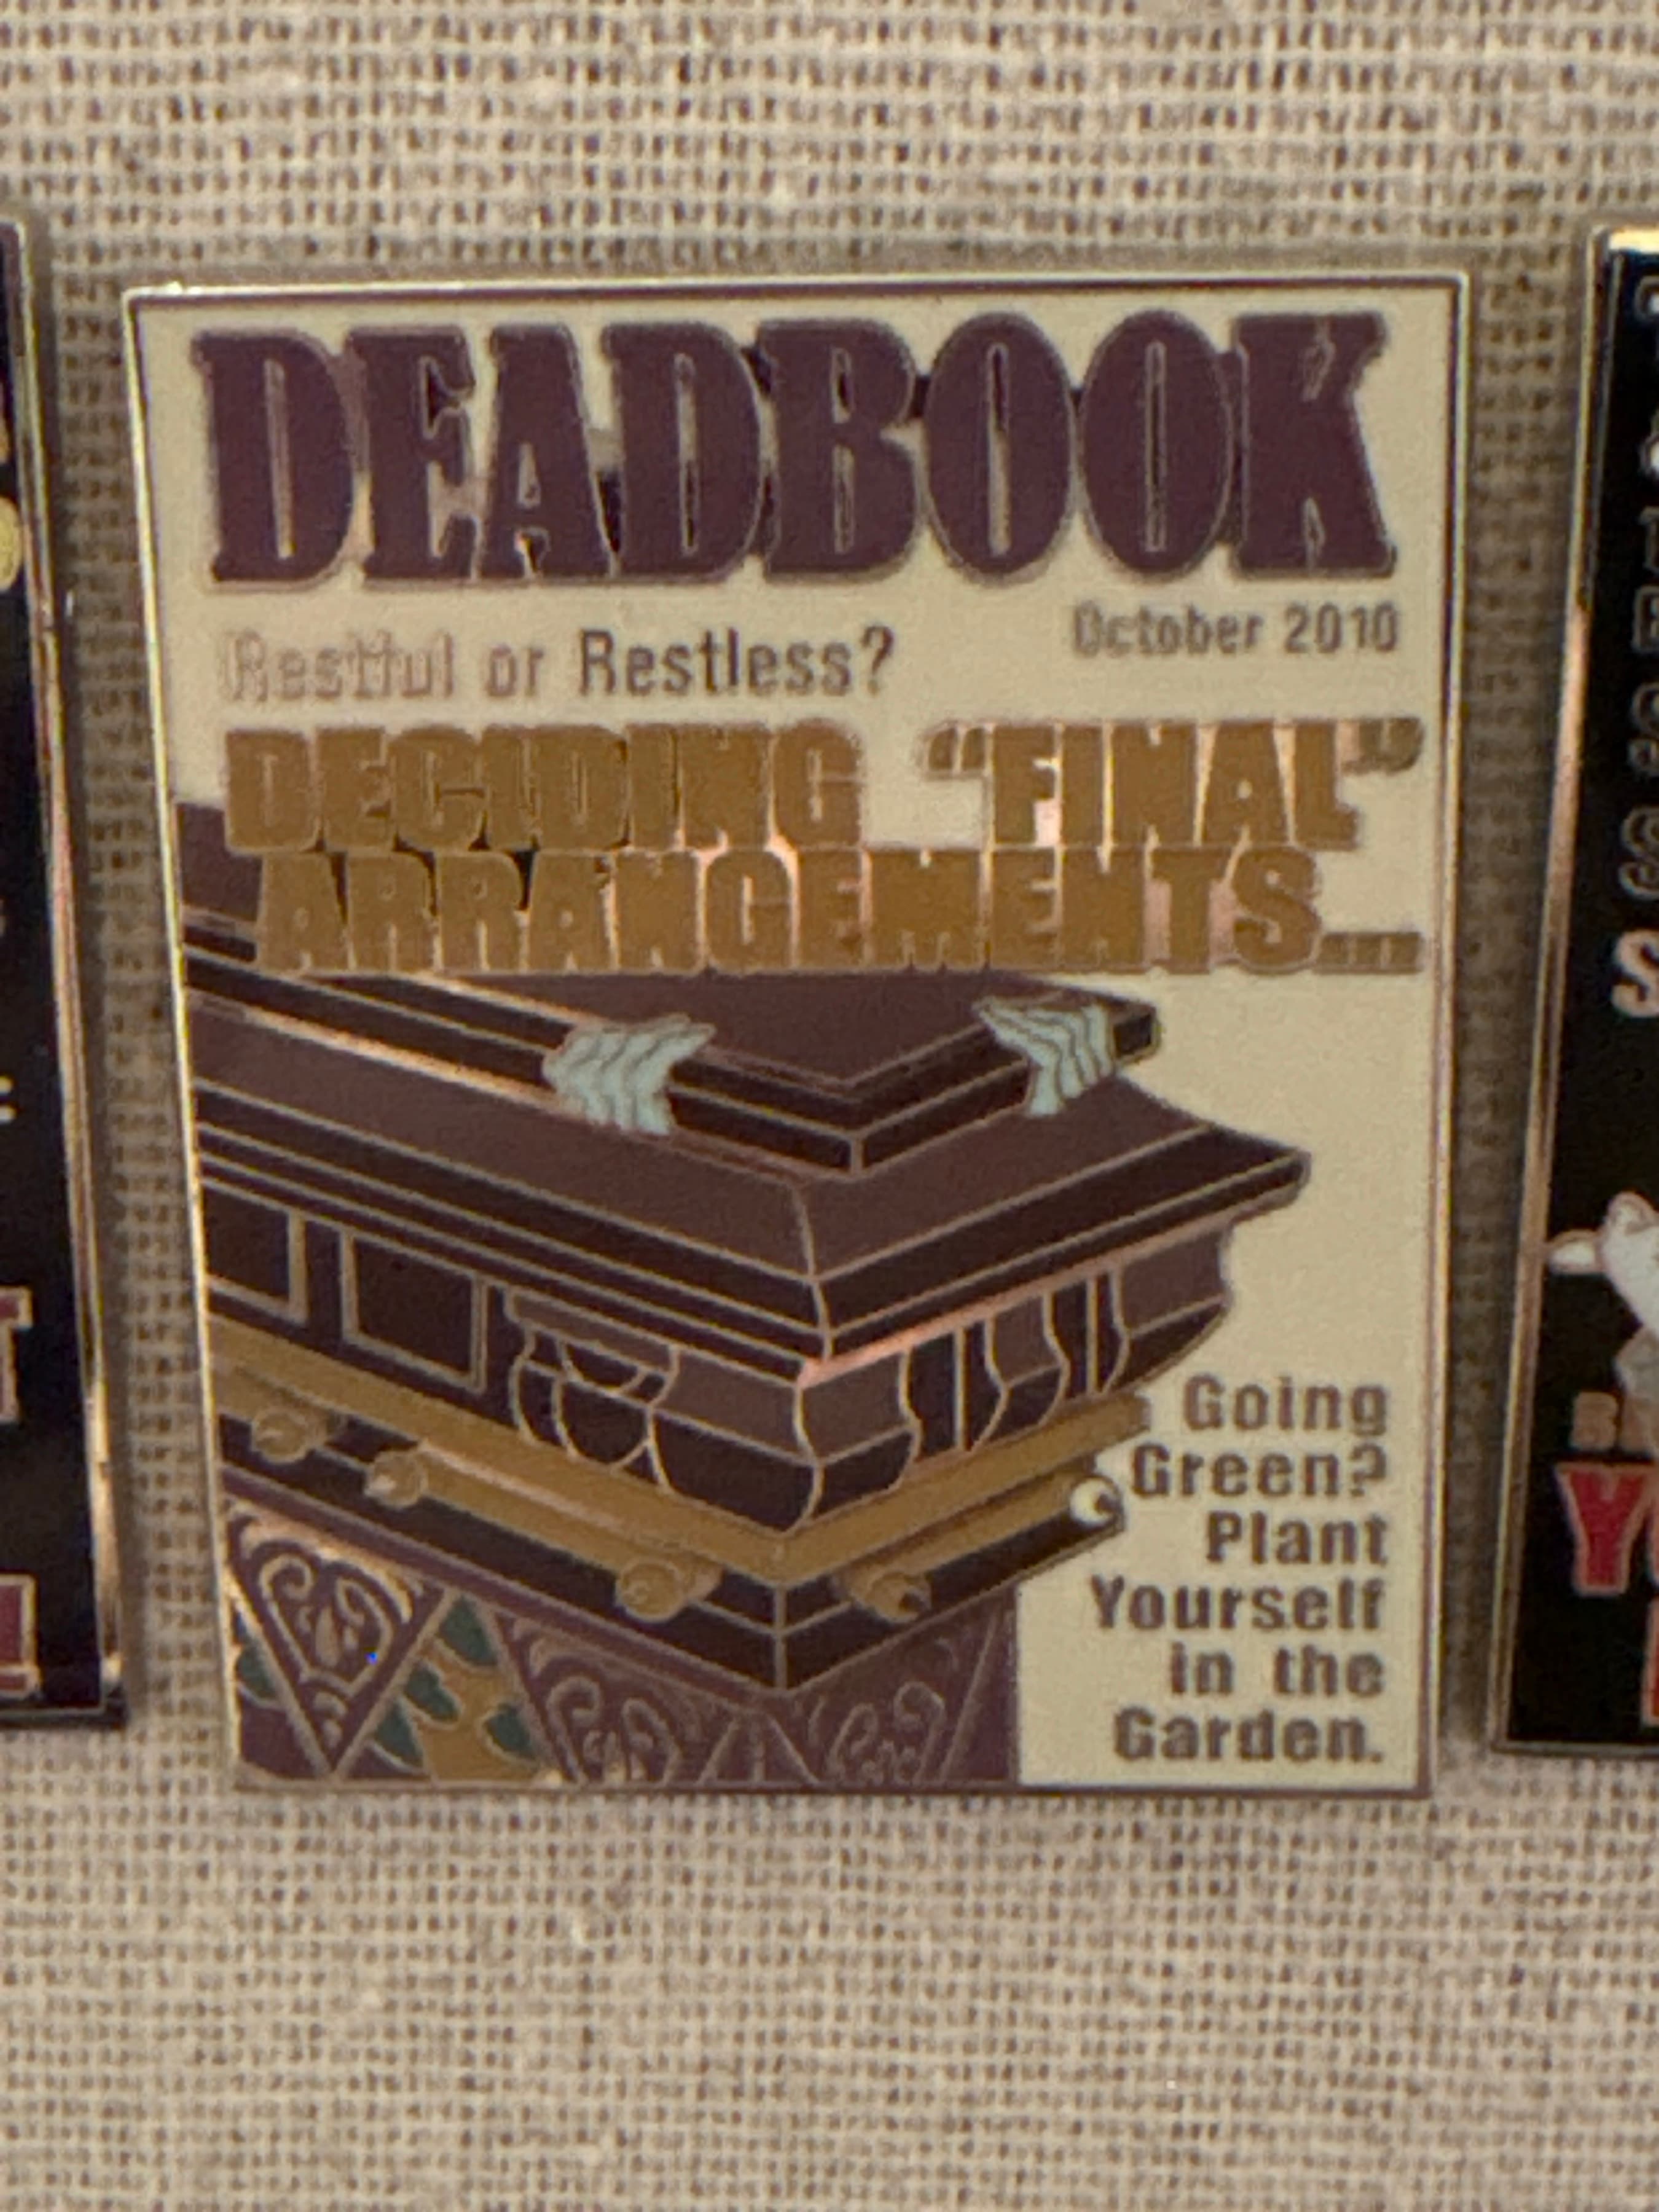 DEADBOOK
October 2010
Restful or Restless?
DECIDING "FINAL"
ARRANGEMENTS...
Going
Green?
Plant
Yourself
in the
Garden.